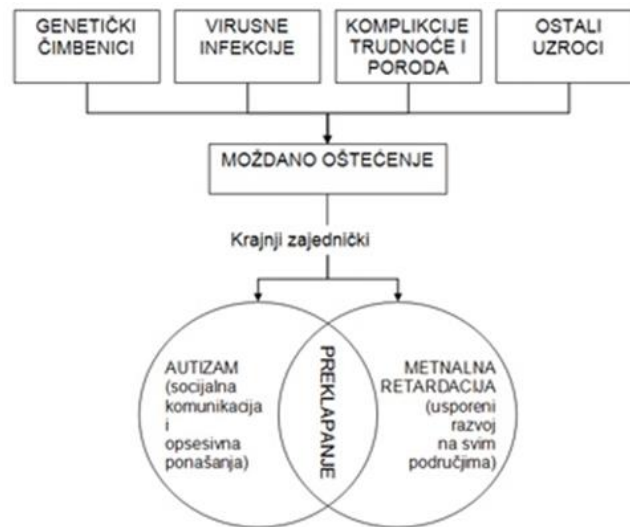 GENETIČKI
ČIMBENICI
VIRUSNE
INFEKCIJE
KOMPLIKCIJE
TRUDNOĆE I
PORODA
OSTALI
UZROCI
MOŽDANO OŠTEĆENJE
Krajnji zajednički
AUTIZAM
(socijalna
komunikacija
i
opsesivna
ponašanja)
PREKLAPANJE
METNALNA
RETARDACIJA
(usporeni
razvoj
na svim
područjima)